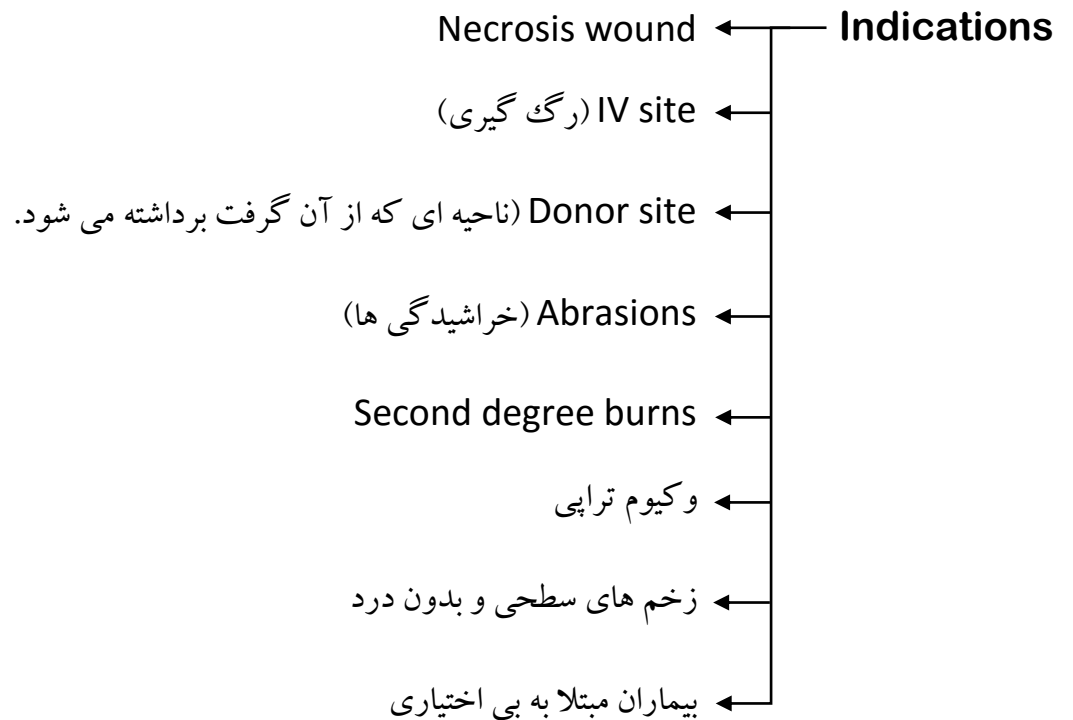 Indications
Necrosis wound
IV site (رگ گیری)
Donor site (ناحیه ای که از آن گرفت برداشته می شود.
Abrasions (خراشیدگی ها)
Second degree burns
وکیوم تراپی
زخم های سطحی و بدون درد
بیماران مبتلا به بی اختیاری